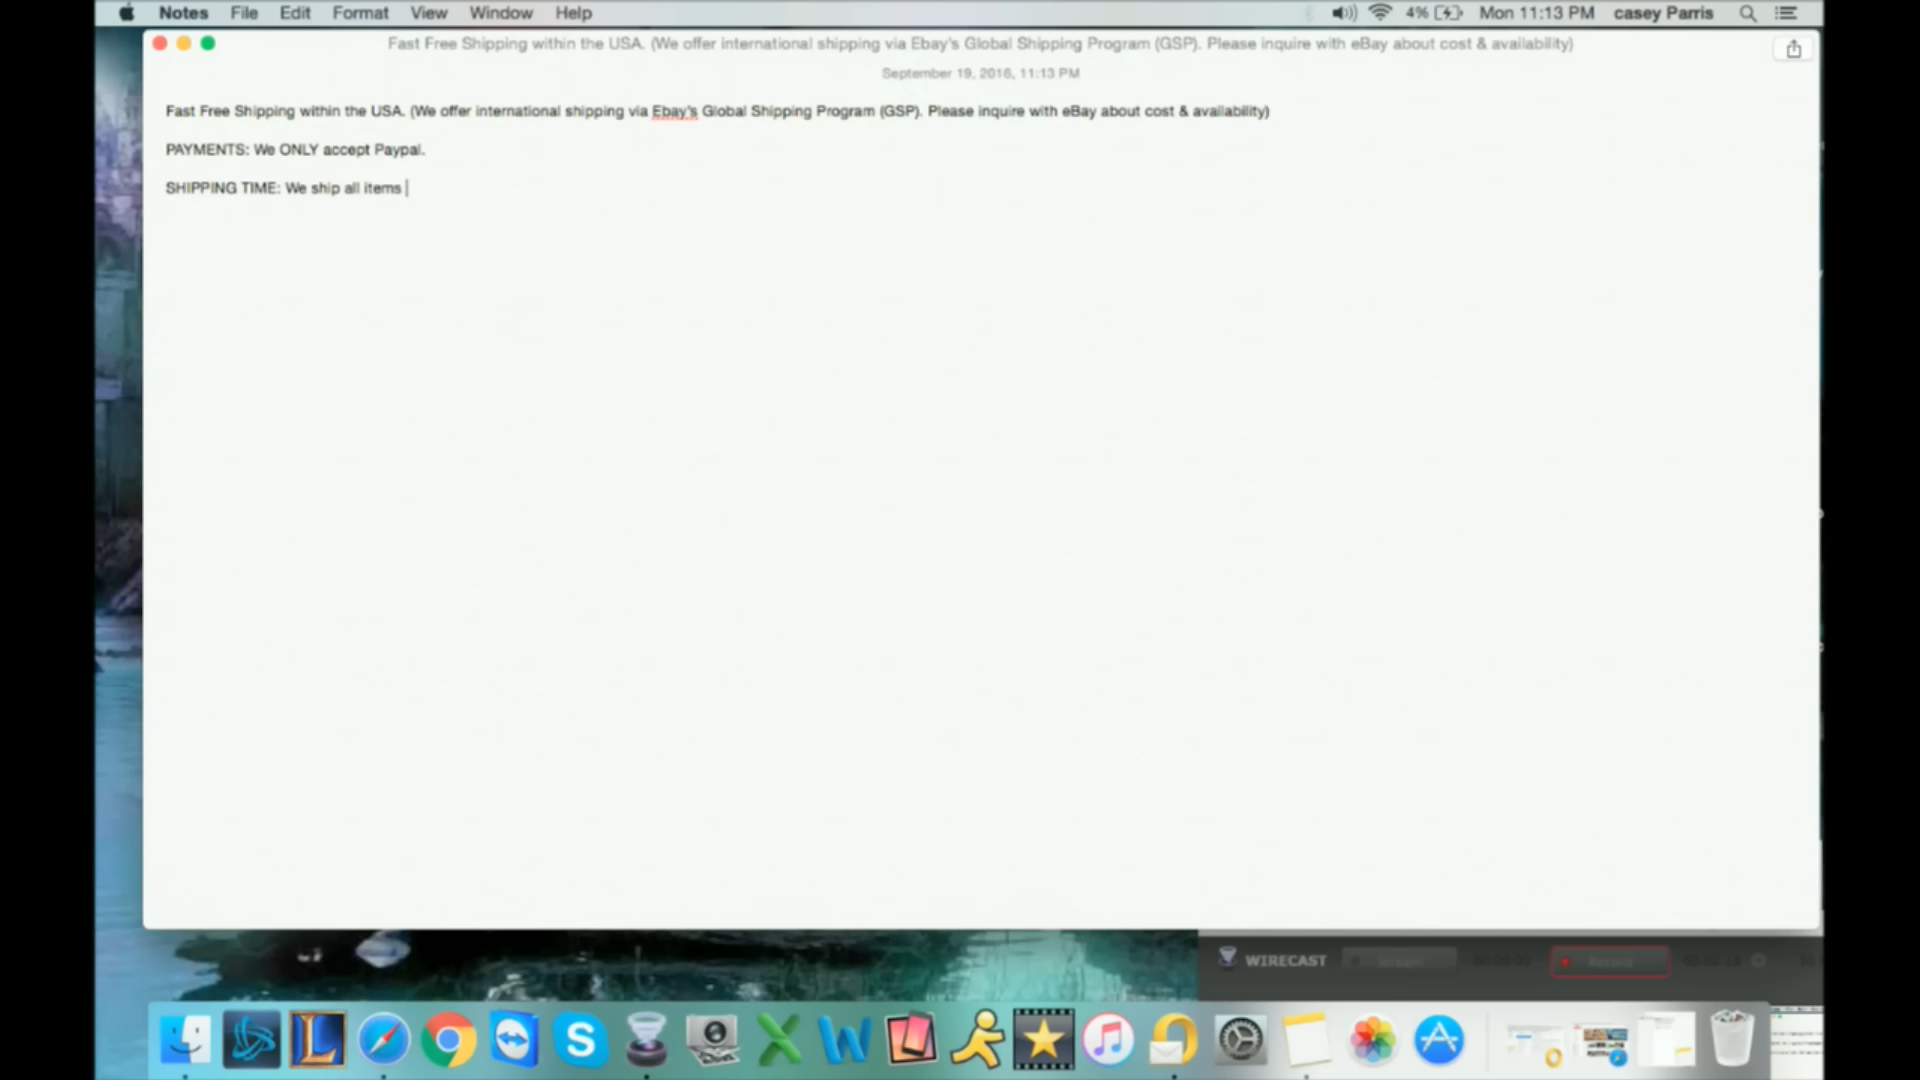 Notes File Edit Format View Window Help 4% Mon 11:13 PM casey Parris
Fast Free Shipping within the USA. (We offer international shipping via Ebay's Global Shipping Program (GSP). Please inquire with eBay about cost & availability)
September 19, 2016, 11:13 PM
Fast Free Shipping within the USA. (We offer international shipping via Ebay's Global Shipping Program (GSP). Please inquire with eBay about cost & availability)
PAYMENTS: We ONLY accept Paypal.
SHIPPING TIME: We ship all items
WIRECAST Record